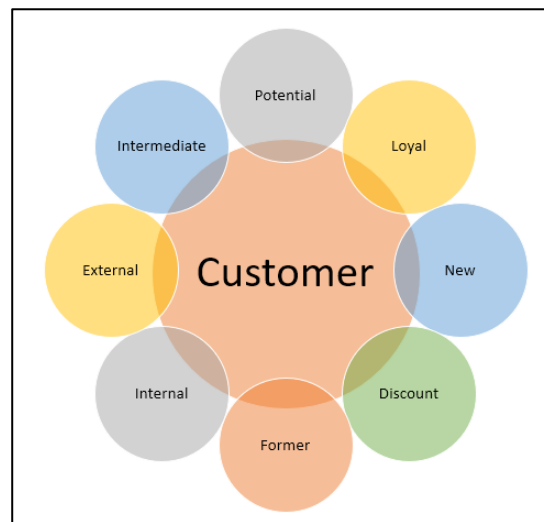 Potential
Intermediate
Loyal
External
Customer
New
Internal
Discount
Former